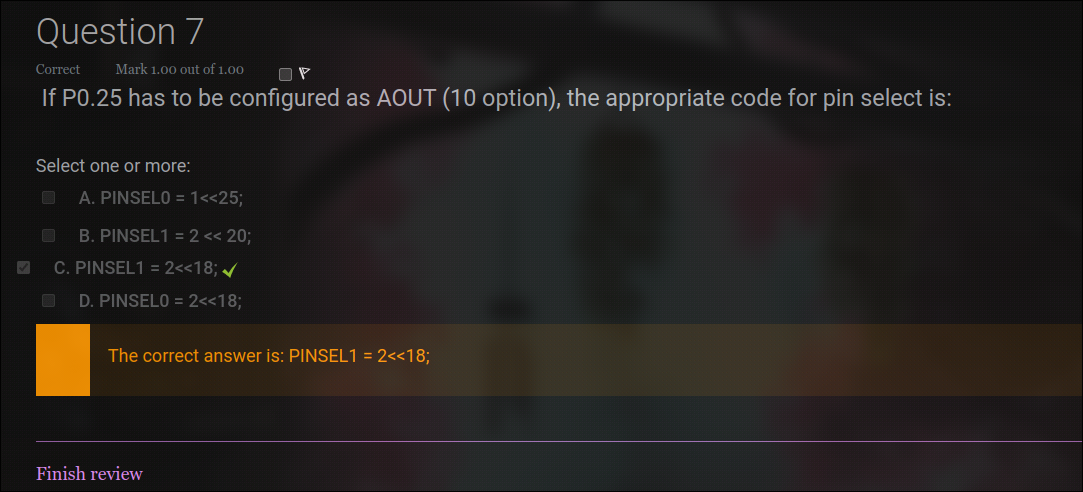 Question 7
Correct Mark 1.00 out of 1.00
If P0.25 has to be configured as AOUT (10 option), the appropriate code for pin select is:
Select one or more:
A. PINSEL0 = 1<<25;
B. PINSEL1 = 2 << 20;
C. PINSEL1 = 2<<18;
D. PINSEL0 = 2<<18;
The correct answer is: PINSEL1 = 2<<18;
Finish review